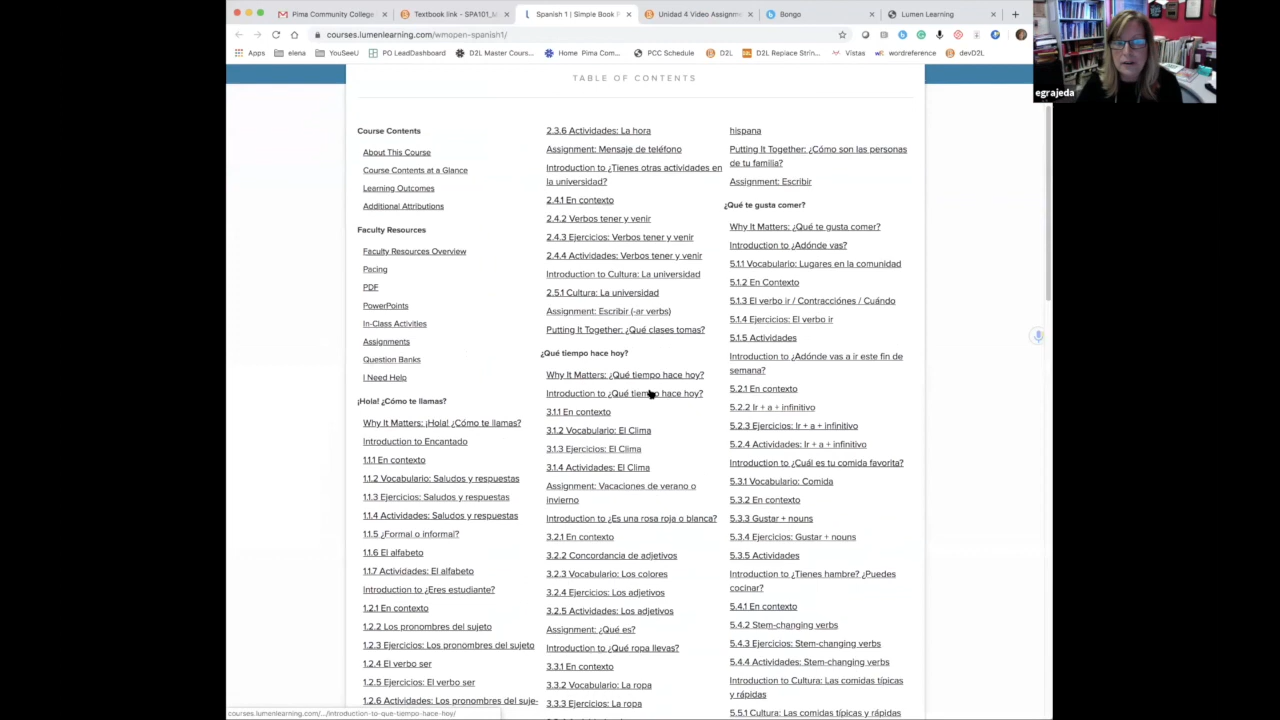 Pima Community College
Textbook link - SPA101_M
Spanish 1 | Simple Book P
Unidad 4 Video Assignmen
Bongo
Lumen Learning
courses.lumenlearning.com/wmopen-spanish1/
Apps
elena
YouSeeU
PO LeadDashboard
D2L Master Cours...
Home Pima Com...
PCC Schedule
D2L
D2L Replace Strin...
Vistas
wordreference
devD2L
egrajeda
TABLE OF CONTENTS
Course Contents
About This Course
Course Contents at a Glance
Learning Outcomes
Additional Attributions
Faculty Resources
Faculty Resources Overview
Pacing
PDF
PowerPoints
In-Class Activities
Assignments
Question Banks
I Need Help
¡Hola! ¿Cómo te llamas?
Why It Matters: ¡Hola! ¿Cómo te llamas?
Introduction to Encantado
1.1.1 En contexto
1.1.2 Vocabulario: Saludos y respuestas
1.1.3 Ejercicios: Saludos y respuestas
1.1.4 Actividades: Saludos y respuestas
1.1.5 ¿Formal o informal?
1.1.6 El alfabeto
1.1.7 Actividades: El alfabeto
Introduction to ¿Eres estudiante?
1.2.1 En contexto
1.2.2 Los pronombres del sujeto
1.2.3 Ejercicios: Los pronombres del sujeto
1.2.4 El verbo ser
1.2.5 Ejercicios: El verbo ser
1.2.6 Actividades: Los pronombres del suje-
2.3.6 Actividades: La hora
Assignment: Mensaje de teléfono
Introduction to ¿Tienes otras actividades en
la universidad?
2.4.1 En contexto
2.4.2 Verbos tener y venir
2.4.3 Ejercicios: Verbos tener y venir
2.4.4 Actividades: Verbos tener y venir
Introduction to Cultura: La universidad
2.5.1 Cultura: La universidad
Assignment: Escribir (-ar verbs)
Putting It Together: ¿Qué clases tomas?
¿Qué tiempo hace hoy?
Why It Matters: ¿Qué tiempo hace hoy?
Introduction to ¿Qué tiempo hace hoy?
3.1.1 En contexto
3.1.2 Vocabulario: El Clima
3.1.3 Ejercicios: El Clima
3.1.4 Actividades: El Clima
Assignment: Vacaciones de verano o
invierno
Introduction to ¿Es una rosa roja o blanca?
3.2.1 En contexto
3.2.2 Concordancia de adjetivos
3.2.3 Vocabulario: Los colores
3.2.4 Ejercicios: Los adjetivos
3.2.5 Actividades: Los adjetivos
Assignment: ¿Qué es?
Introduction to ¿Qué ropa llevas?
3.3.1 En contexto
3.3.2 Vocabulario: La ropa
3.3.3 Ejercicios: La ropa
hispana
Putting It Together: ¿Cómo son las personas
de tu familia?
Assignment: Escribir
¿Qué te gusta comer?
Why It Matters: ¿Qué te gusta comer?
Introduction to ¿Adónde vas?
5.1.1 Vocabulario: Lugares en la comunidad
5.1.2 En Contexto
5.1.3 El verbo ir / Contracciónes / Cuándo
5.1.4 Ejercicios: El verbo ir
5.1.5 Actividades
Introduction to ¿Adónde vas a ir este fin de
semana?
5.2.1 En contexto
5.2.2 Ir + a + infinitivo
5.2.3 Ejercicios: Ir + a + infinitivo
5.2.4 Actividades: Ir + a + infinitivo
Introduction to ¿Cuál es tu comida favorita?
5.3.1 Vocabulario: Comida
5.3.2 En contexto
5.3.3 Gustar + nouns
5.3.4 Ejercicios: Gustar + nouns
5.3.5 Actividades
Introduction to ¿Tienes hambre? ¿Puedes
cocinar?
5.4.1 En contexto
5.4.2 Stem-changing verbs
5.4.3 Ejercicios: Stem-changing verbs
5.4.4 Actividades: Stem-changing verbs
Introduction to Cultura: Las comidas típicas
y rápidas
5.5.1 Cultura: Las comidas típicas y rápidas
courses.lumenlearning.com/.../introduction-to-que-tiempo-hace-hoy/